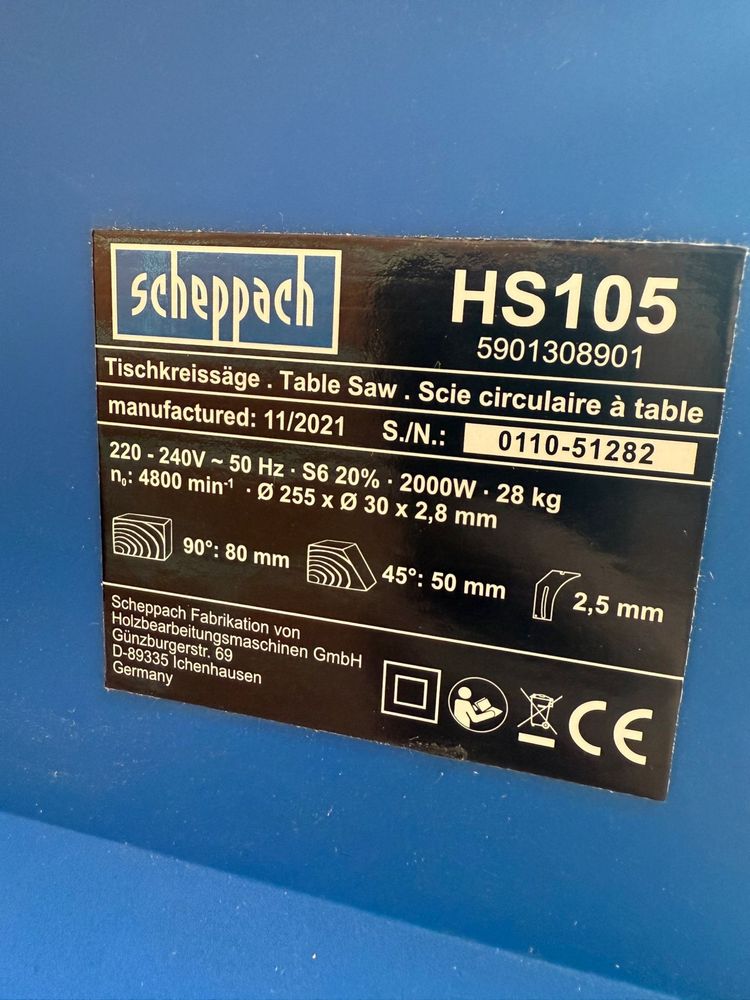 scheppach
HS105
5901308901
Tischkreissäge . Table Saw . Scie circulaire à table
manufactured: 11/2021 S./N.: 0110-51282
220 - 240V ~ 50 Hz · S6 20% · 2000W · 28 kg
n₀: 4800 min⁻¹ · Ø 255 x Ø 30 x 2,8 mm
90°: 80 mm 45°: 50 mm 2,5 mm
Scheppach Fabrikation von
Holzbearbeitungsmaschinen GmbH
Günzburgerstr. 69
D-89335 Ichenhausen
Germany
CE